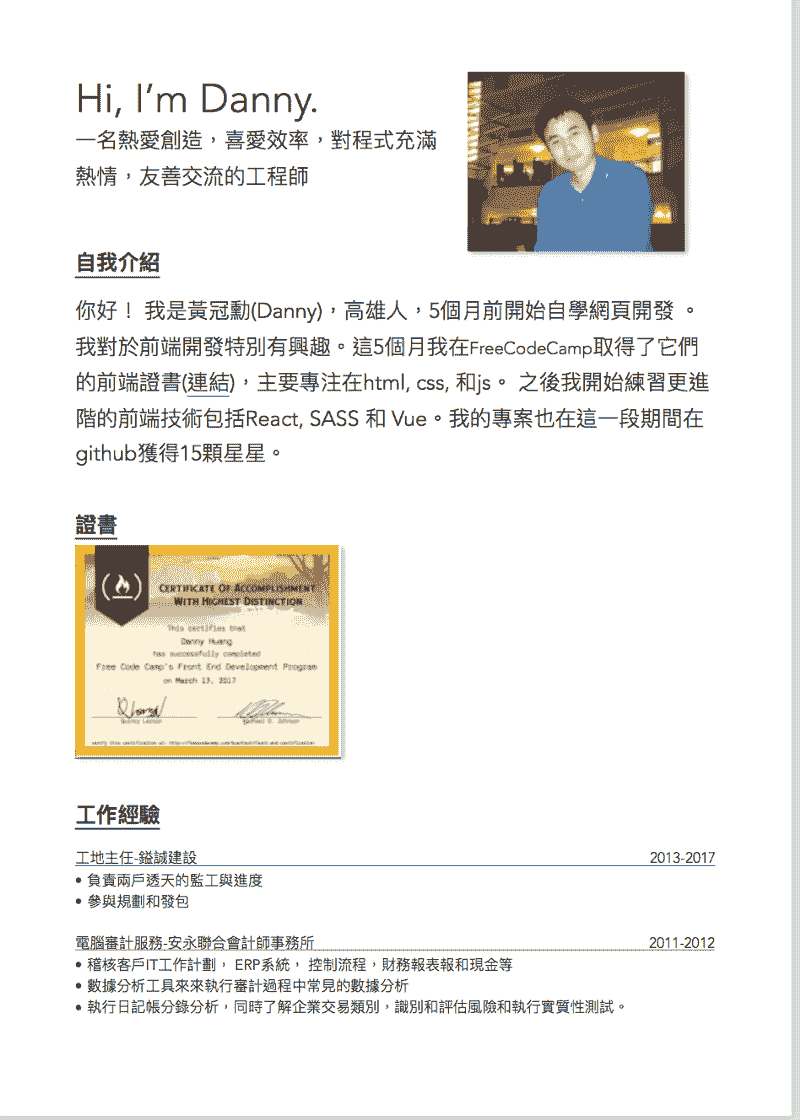 Hi, I’m Danny.
一名熱愛創造，喜愛效率，對程式充滿
熱情，友善交流的工程師
自我介紹
你好！ 我是黃冠勳(Danny)，高雄人，5個月前開始自學網頁開發 。
我對於前端開發特別有興趣。這5個月我在FreeCodeCamp取得了它們
的前端證書(連結)，主要專注在html, css, 和js。 之後我開始練習更進
階的前端技術包括React, SASS 和 Vue。我的專案也在這一段期間在
github獲得15顆星星。
證書
CERTIFICATE OF ACCOMPLISHMENT
WITH HIGHEST DISTINCTION
This certifies that
Danny Huang
has successfully completed
Free Code Camp's Front End Development Program
on March 13, 2017
Quincy Larson
Michael D. Johnson
工作經驗
工地主任-鎰誠建設 2013-2017
• 負責兩戶透天的監工與進度
• 參與規劃和發包
電腦審計服務-安永聯合會計師事務所 2011-2012
• 稽核客戶IT工作計劃， ERP系統， 控制流程，財務報表報和現金等
• 數據分析工具來來執行審計過程中常見的數據分析
• 執行日記帳分錄分析，同時了解企業交易類別，識別和評估風險和執行實質性測試。